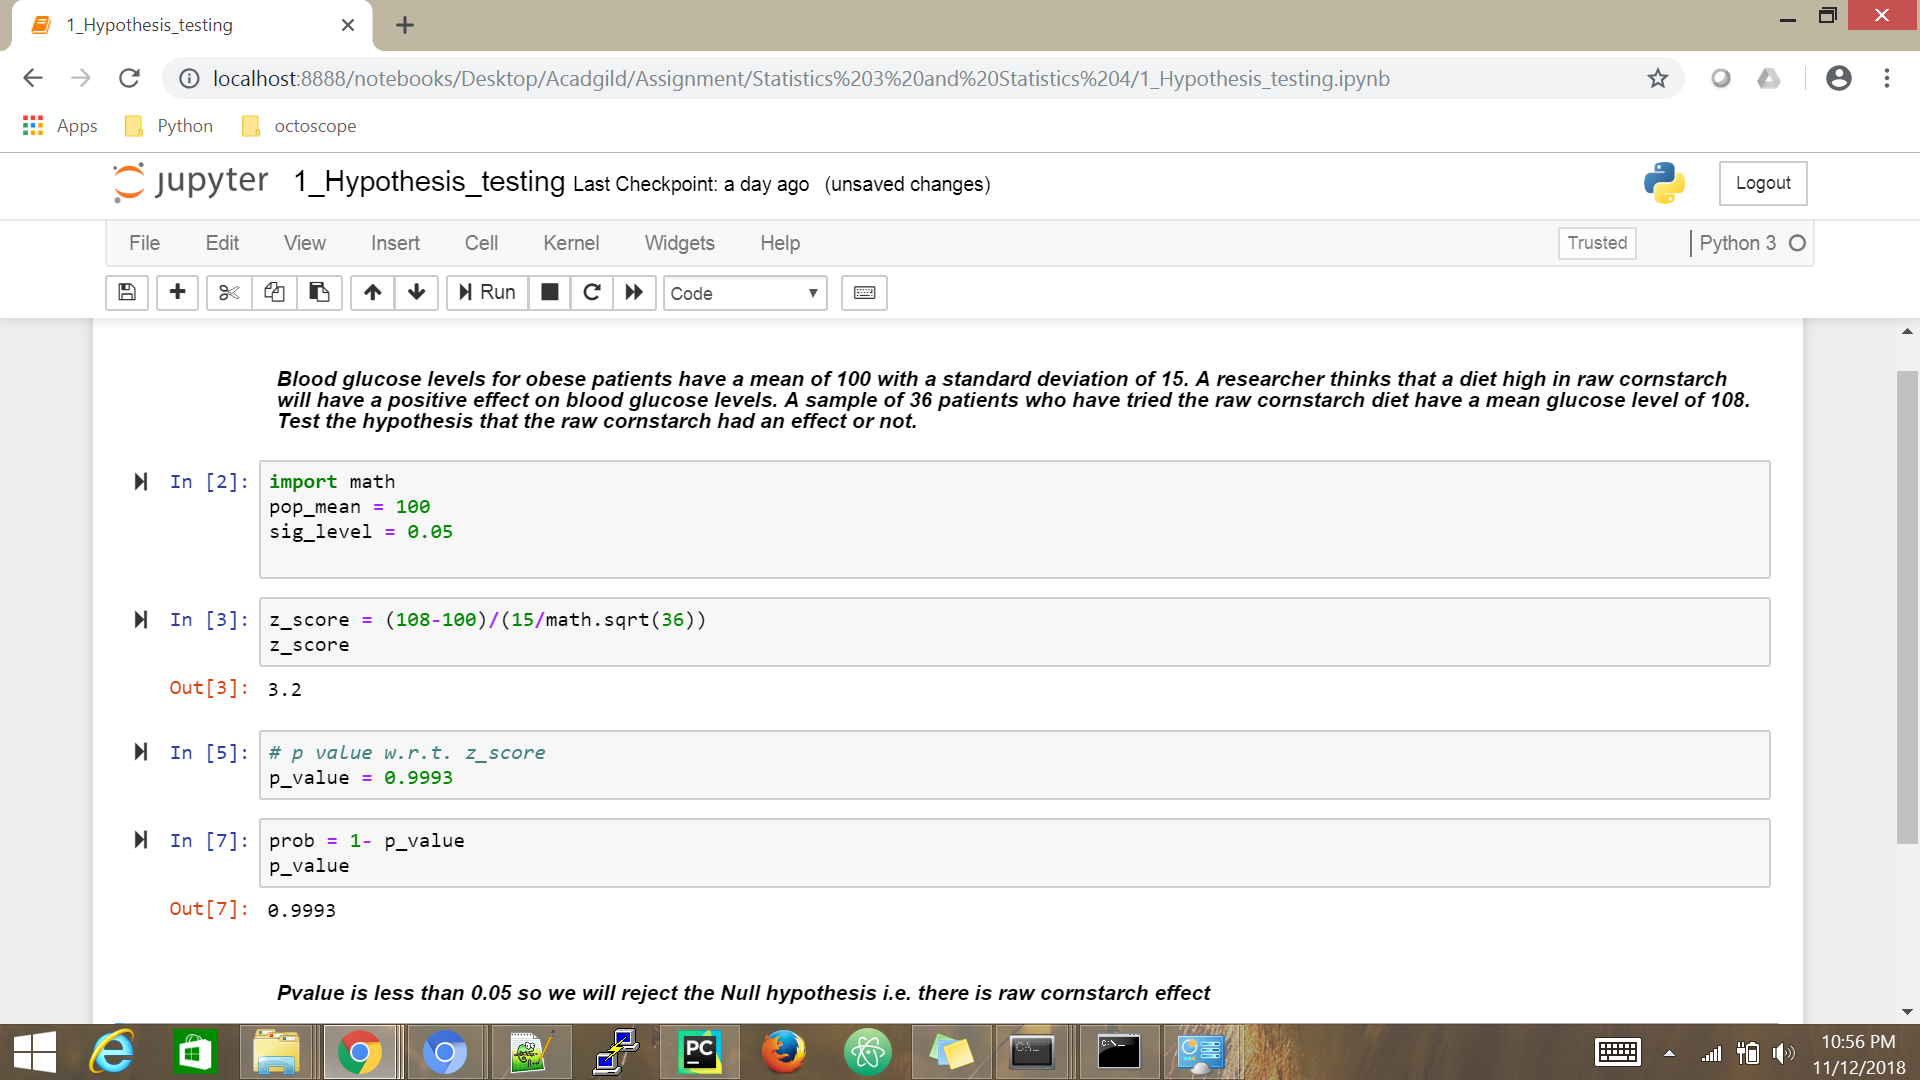 1_Hypothesis_testing
localhost:8888/notebooks/Desktop/Acadgild/Assignment/Statistics%203%20and%20Statistics%204/1_Hypothesis_testing.ipynb
Apps Python octoscope
jupyter 1_Hypothesis_testing Last Checkpoint: a day ago (unsaved changes) Logout
File Edit View Insert Cell Kernel Widgets Help Trusted Python 3
Run Code
Blood glucose levels for obese patients have a mean of 100 with a standard deviation of 15. A researcher thinks that a diet high in raw cornstarch
will have a positive effect on blood glucose levels. A sample of 36 patients who have tried the raw cornstarch diet have a mean glucose level of 108.
Test the hypothesis that the raw cornstarch had an effect or not.
In [2]: import math
pop_mean = 100
sig_level = 0.05
In [3]: z_score = (108-100)/(15/math.sqrt(36))
z_score
Out[3]: 3.2
In [5]: # p value w.r.t. z_score
p_value = 0.9993
In [7]: prob = 1- p_value
p_value
Out[7]: 0.9993
Pvalue is less than 0.05 so we will reject the Null hypothesis i.e. there is raw cornstarch effect
PC
C:\_
10:56 PM
11/12/2018